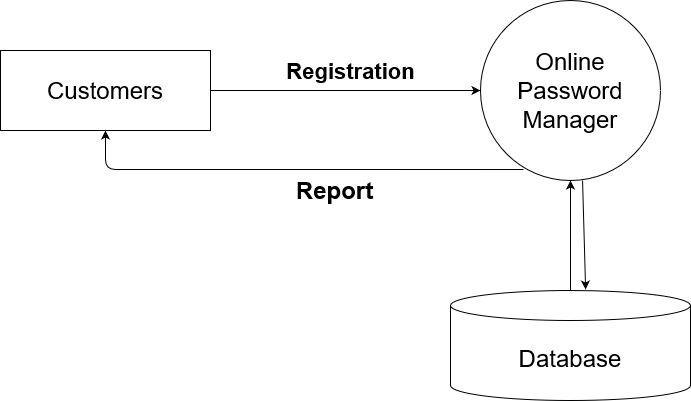 Customers
Registration
Online
Password
Manager
Report
Database